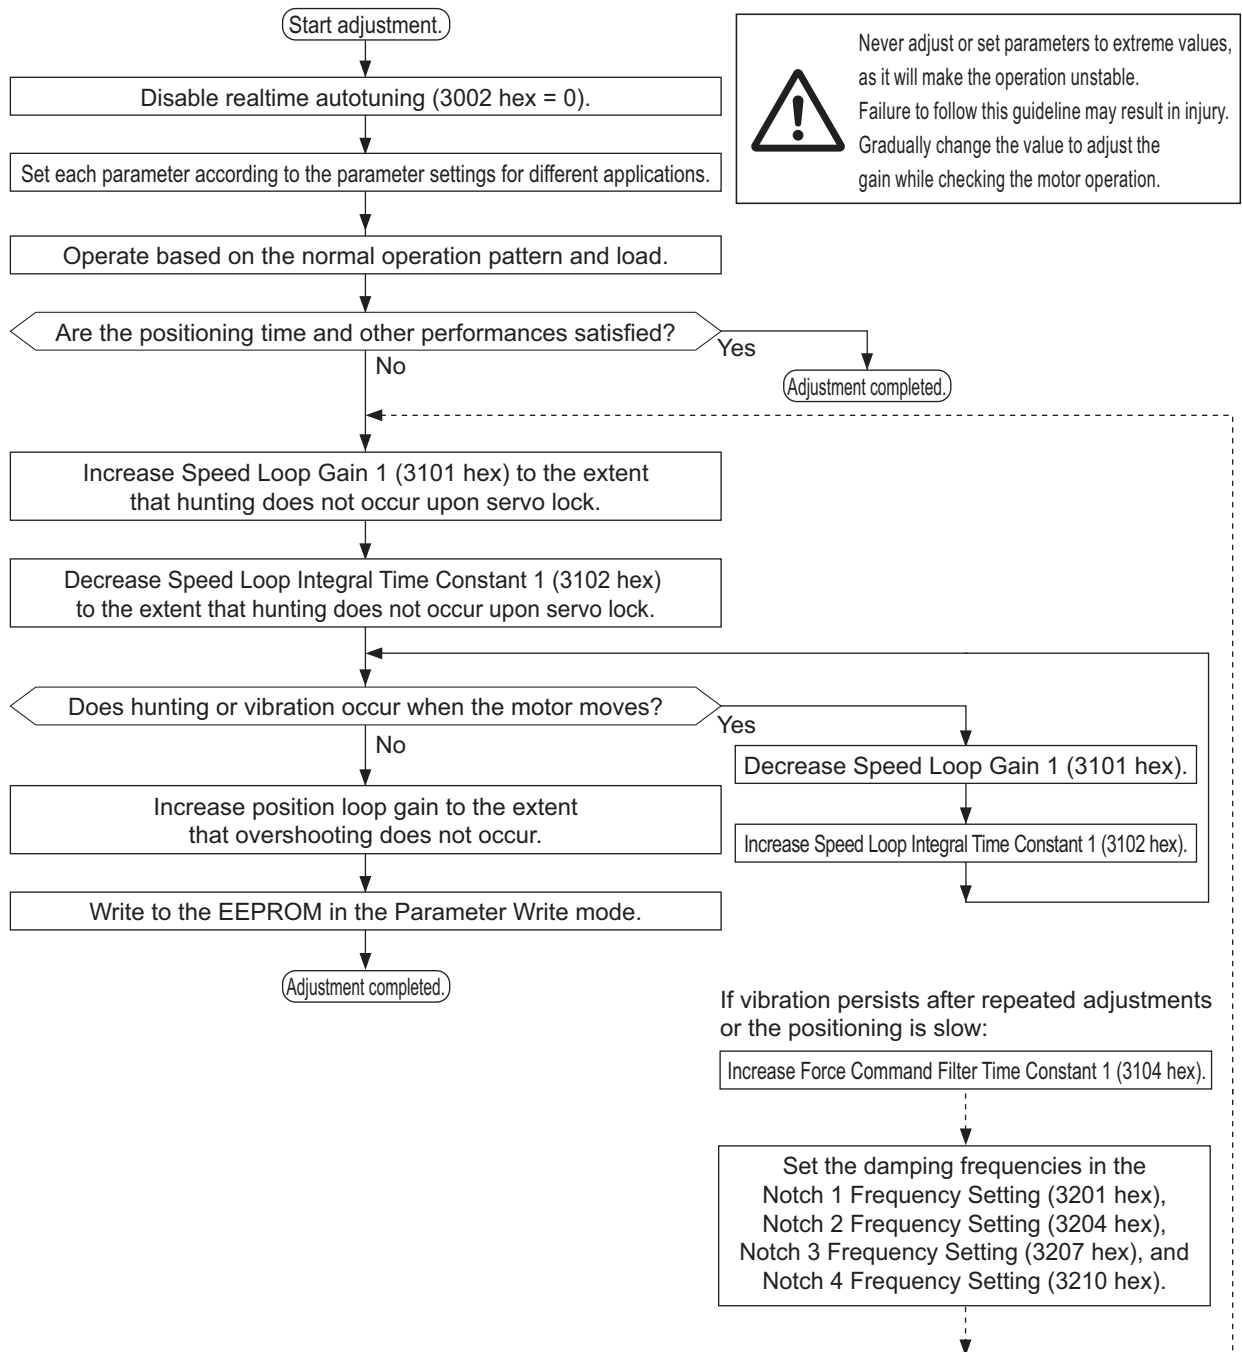 Start adjustment.
Never adjust or set parameters to extreme values,
as it will make the operation unstable.
Failure to follow this guideline may result in injury.
Gradually change the value to adjust the
gain while checking the motor operation.
Disable realtime autotuning (3002 hex = 0).
Set each parameter according to the parameter settings for different applications.
Operate based on the normal operation pattern and load.
Are the positioning time and other performances satisfied?
Yes
No
Adjustment completed.
Increase Speed Loop Gain 1 (3101 hex) to the extent
that hunting does not occur upon servo lock.
Decrease Speed Loop Integral Time Constant 1 (3102 hex)
to the extent that hunting does not occur upon servo lock.
Does hunting or vibration occur when the motor moves?
Yes
No
Decrease Speed Loop Gain 1 (3101 hex).
Increase Speed Loop Integral Time Constant 1 (3102 hex).
Increase position loop gain to the extent
that overshooting does not occur.
Write to the EEPROM in the Parameter Write mode.
Adjustment completed.
If vibration persists after repeated adjustments
or the positioning is slow:
Increase Force Command Filter Time Constant 1 (3104 hex).
Set the damping frequencies in the
Notch 1 Frequency Setting (3201 hex),
Notch 2 Frequency Setting (3204 hex),
Notch 3 Frequency Setting (3207 hex), and
Notch 4 Frequency Setting (3210 hex).